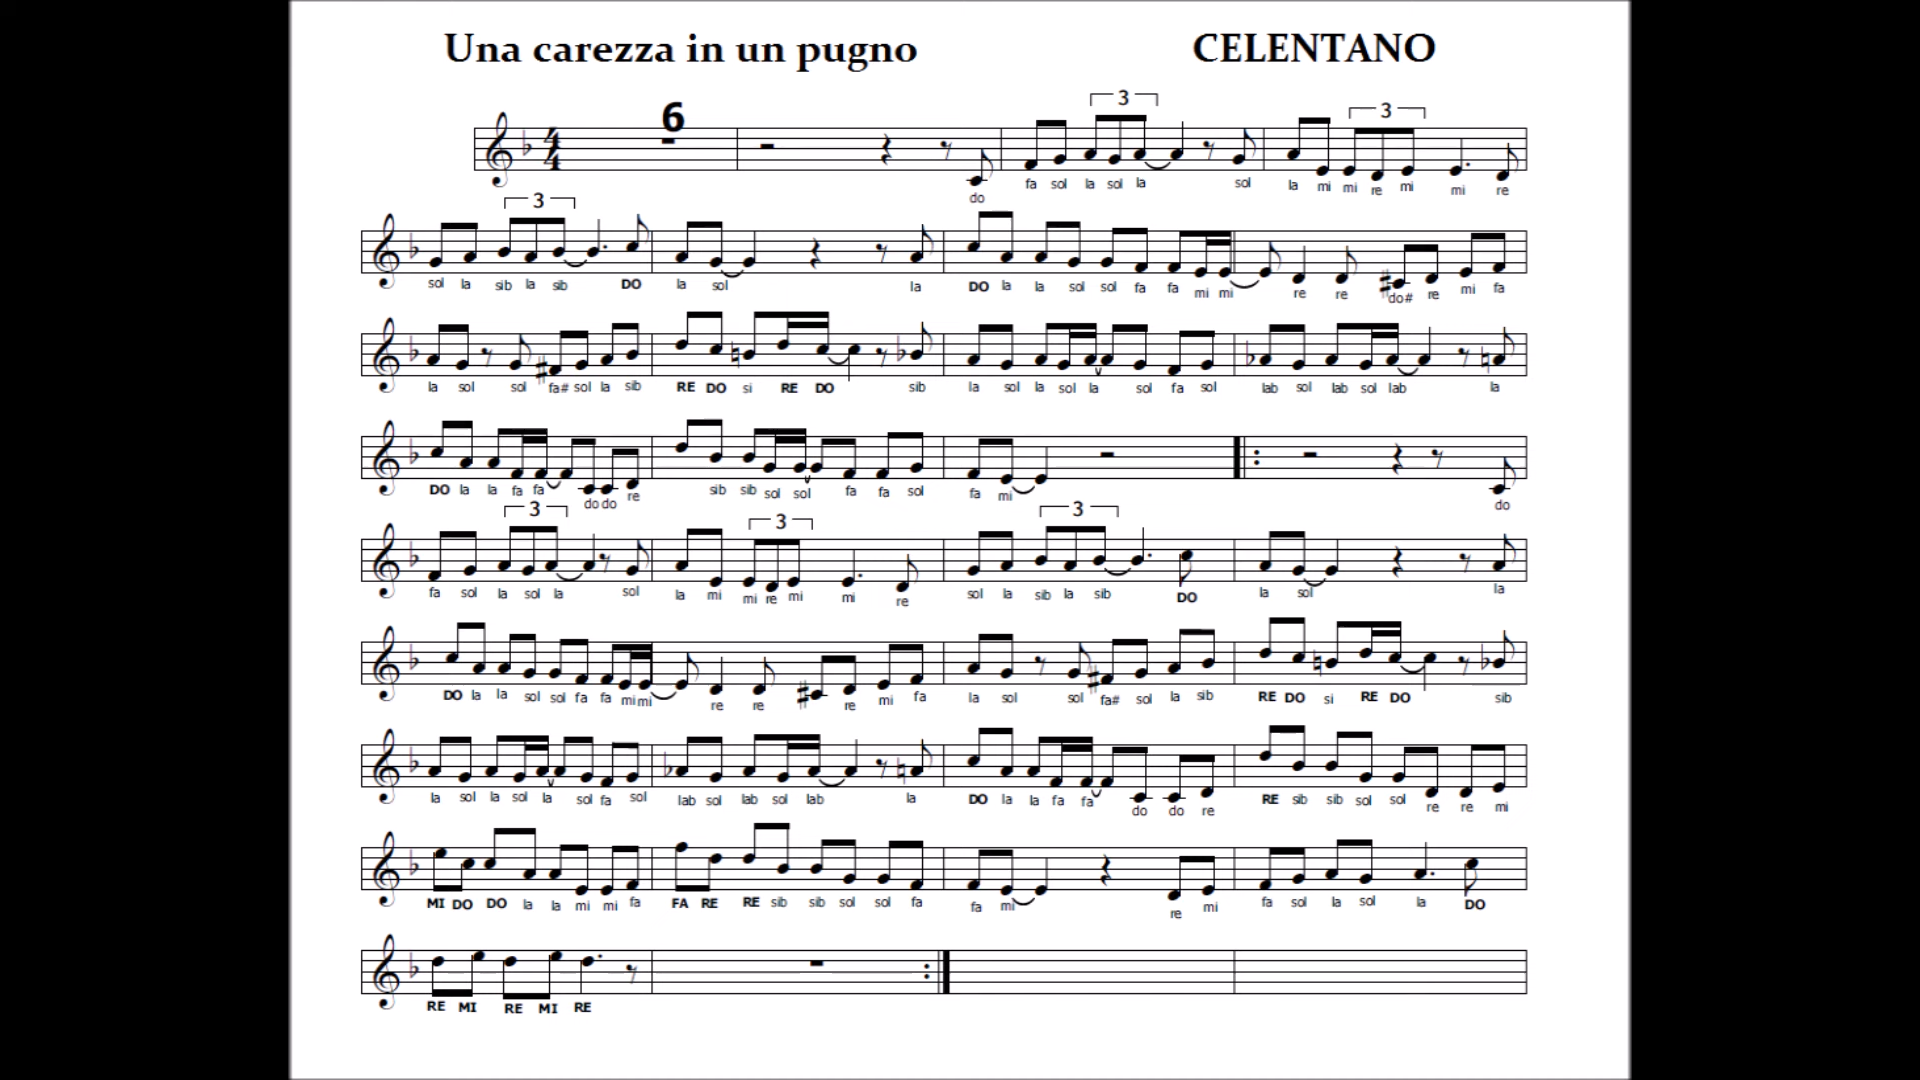 Una carezza in un pugno CELENTANO
6 3 3
4
4
do fa sol la sol la sol la mi mi re mi mi re
3
sol la sib la sib DO la sol la DO la la sol sol fa fa mi mi re re do# re mi fa
la sol sol fa# sol la sib RE DO si RE DO sib la sol la sol la sol fa sol lab sol lab sol lab la
DO la la fa fa do do re sib sib sol sol fa fa sol fa mi do
3 3 3
fa sol la sol la sol la mi mi re mi mi re sol la sib la sib DO la sol la
DO la la sol sol fa fa mi mi re re re mi fa la sol sol fa# sol la sib RE DO si RE DO sib
la sol la sol la sol fa sol lab sol lab sol lab la DO la la fa fa do do re RE sib sib sol sol re re mi
MI DO DO la la mi mi fa FA RE RE sib sib sol sol fa fa mi re mi fa sol la sol la DO
RE MI RE MI RE